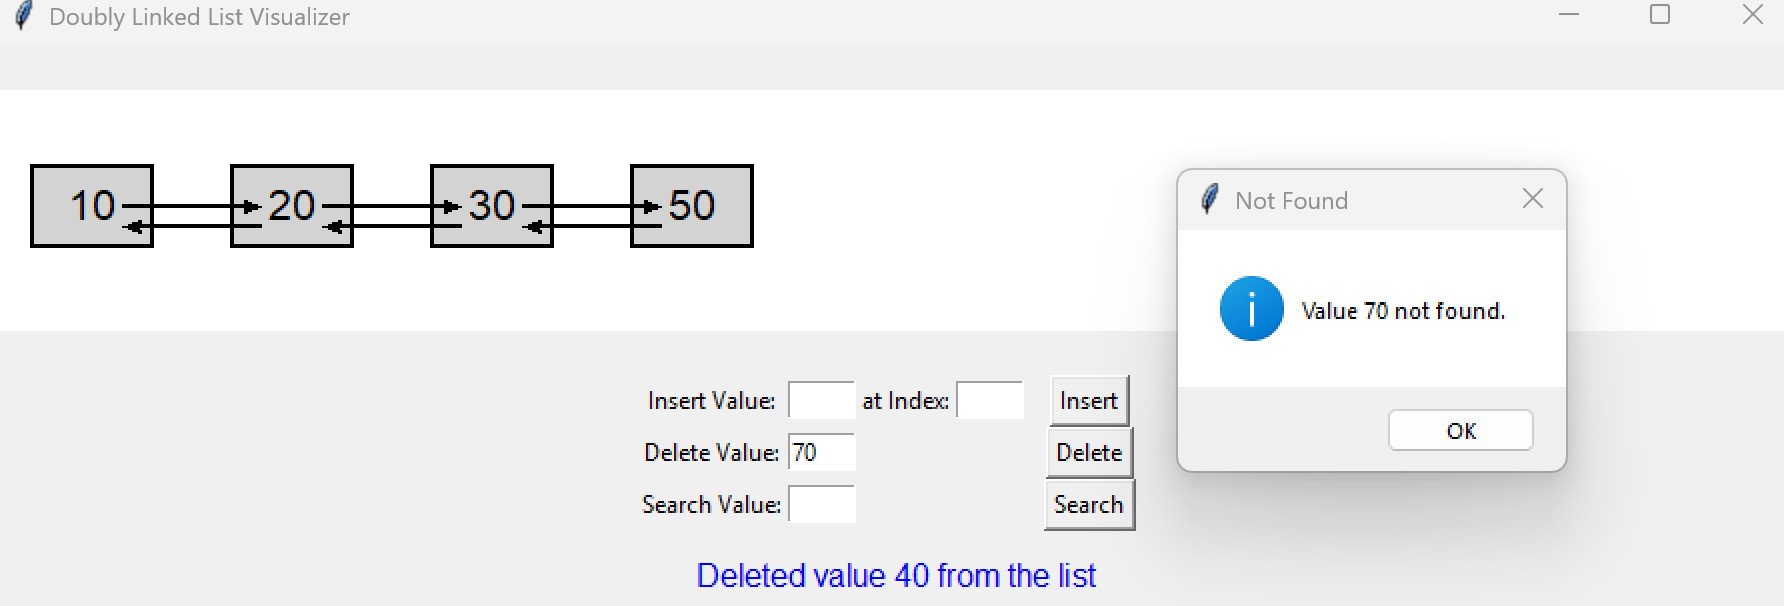 Doubly Linked List Visualizer
10 20 30 50
Not Found
Value 70 not found.
OK
Insert Value: at Index: Insert
Delete Value: 70 Delete
Search Value: Search
Deleted value 40 from the list